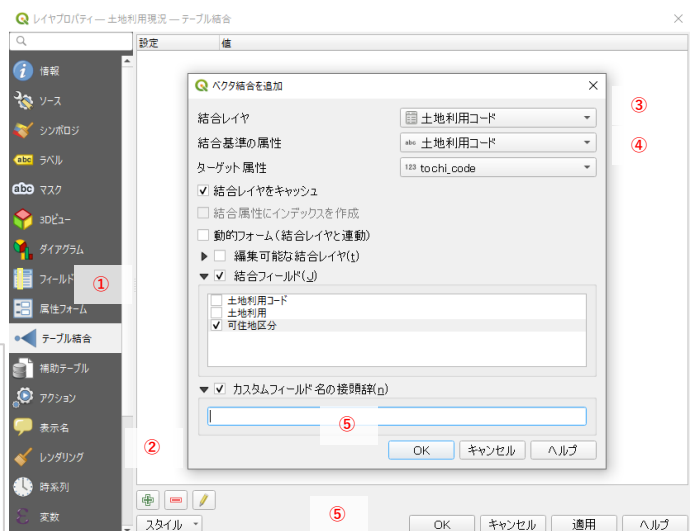 レイヤプロパティ — 土地利用現況 — テーブル結合
設定 値
情報
ソース
シンボロジ
abc ラベル
abc マスク
3Dビュー
ダイアグラム
フィールド
①
属性フォーム
テーブル結合
補助テーブル
アクション
表示名
②
レンダリング
時系列
変数
ベクタ結合を追加
結合レイヤ 土地利用コード
③
結合基準の属性 abc 土地利用コード
④
ターゲット属性 123 tochi_code
結合レイヤをキャッシュ
結合属性にインデックスを作成
動的フォーム(結合レイヤと連動)
編集可能な結合レイヤ(t)
結合フィールド(J)
土地利用コード
土地利用
可住地区分
カスタムフィールド名の接頭辞(n)
⑤
OK キャンセル ヘルプ
⑤
スタイル OK キャンセル 適用 ヘルプ